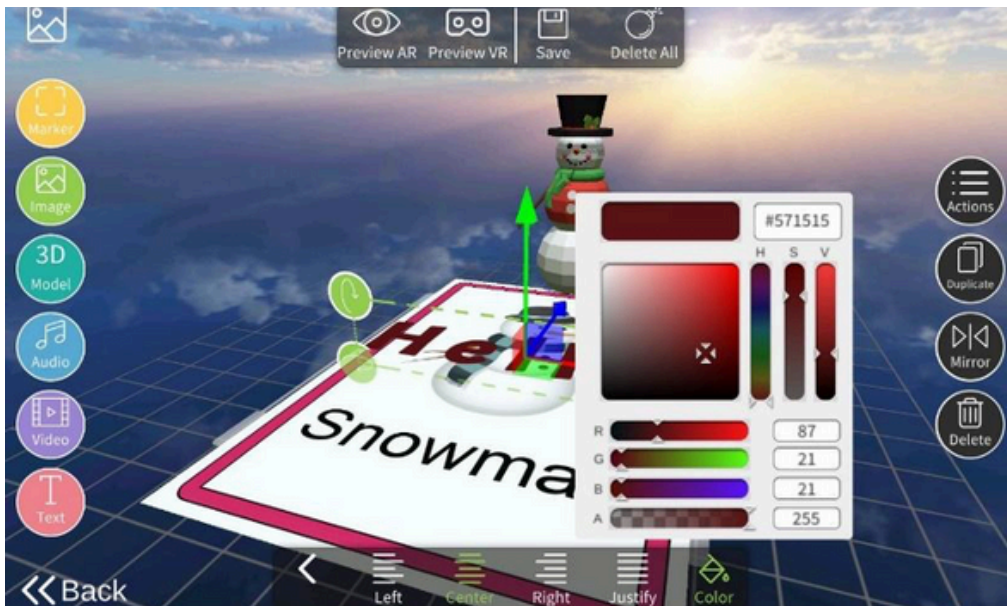 Preview AR Preview VR Save Delete All
Marker
Image
3D
Model
Audio
Video
T
Text
Back
Actions
Duplicate
Mirror
Delete
#571515
H S V
R 87
G 21
B 21
A 255
Snowma
Left Center Right Justify Color